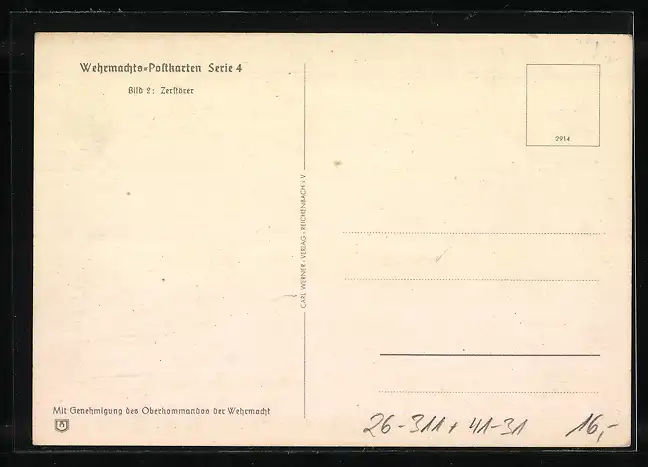 Wehrmachts-Postkarten Serie 4
Bild 2: Zerstörer
2914
CARL WERNER - VERLAG - REICHENBACH i. V.
Mit Genehmigung des Oberkommandos der Wehrmacht
26-311+41-31 16,-